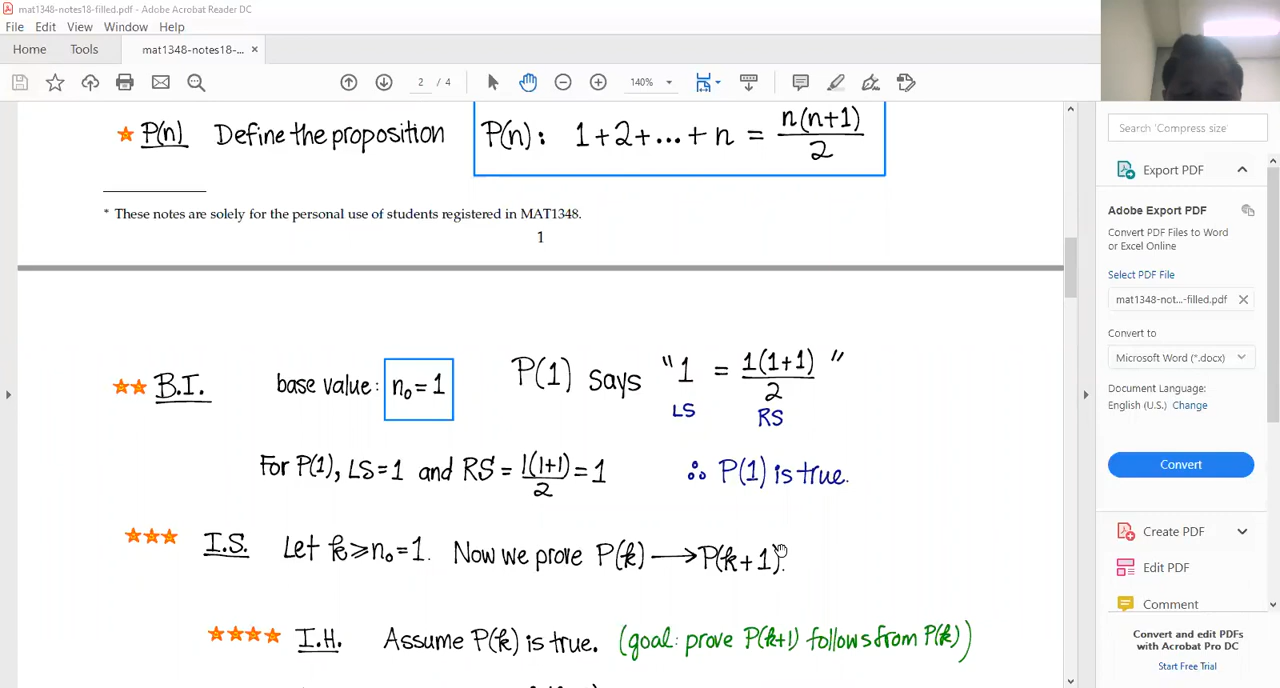 mat1348-notes18-filled.pdf - Adobe Acrobat Reader DC
File Edit View Window Help
Home Tools mat1348-notes18-... ×
2 / 4 140%
★ P(n) Define the proposition P(n): 1+2+...+n = n(n+1)/2
* These notes are solely for the personal use of students registered in MAT1348.
1
★★ B.I. base value: n₀=1 P(1) says "1 = 1(1+1)/2"
LS RS
For P(1), LS=1 and RS = 1(1+1)/2 = 1 ∴ P(1) is true.
★★★ I.S. Let k≥n₀=1. Now we prove P(k)→P(k+1).
★★★★ I.H. Assume P(k) is true. (goal: prove P(k+1) follows from P(k))
Search 'Compress size'
Export PDF
Adobe Export PDF
Convert PDF Files to Word
or Excel Online
Select PDF File
mat1348-not...-filled.pdf ×
Convert to
Microsoft Word (*.docx)
Document Language:
English (U.S.) Change
Convert
Create PDF
Edit PDF
Comment
Convert and edit PDFs
with Acrobat Pro DC
Start Free Trial